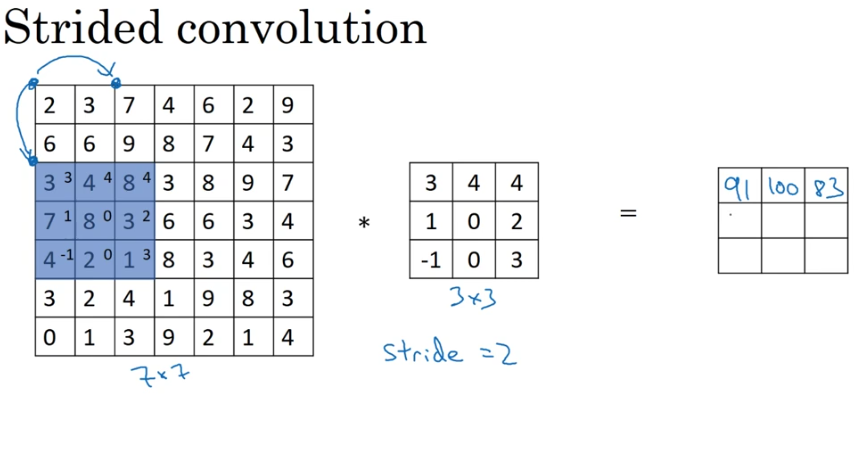 Strided convolution
2 3 7 4 6 2 9
6 6 9 8 7 4 3
3 3 4 4 8 4 3 8 9 7
7 1 8 0 3 2 6 6 3 4
4 -1 2 0 1 3 8 3 4 6
3 2 4 1 9 8 3
0 1 3 9 2 1 4
7×7
*
3 4 4
1 0 2
-1 0 3
3×3
stride = 2
=
91 100 83